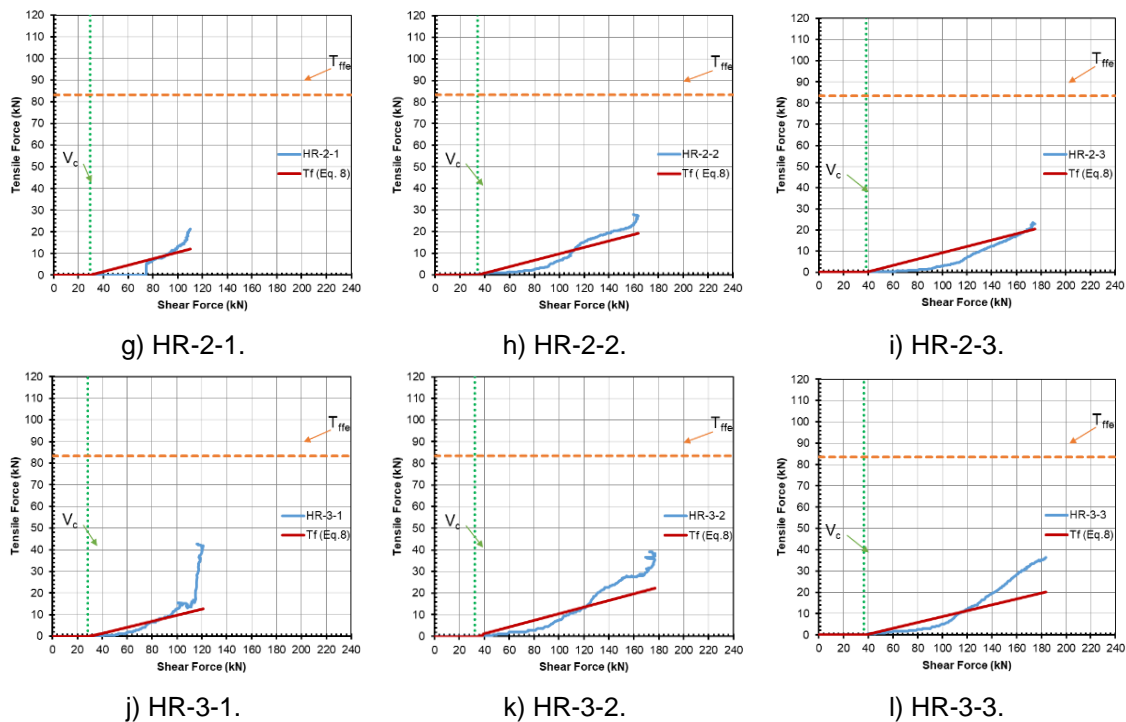 120
110
100
90
80
70
60
50
40
30
20
10
0
Tensile Force (kN)
T_ffe
V_c
HR-2-1
Tf (Eq. 8)
0 20 40 60 80 100 120 140 160 180 200 220 240
Shear Force (kN)
g) HR-2-1.
120
110
100
90
80
70
60
50
40
30
20
10
0
Tensile Force (kN)
T_ffe
V_c
HR-2-2
Tf ( Eq.8)
0 20 40 60 80 100 120 140 160 180 200 220 240
Shear Force (kN)
h) HR-2-2.
120
110
100
90
80
70
60
50
40
30
20
10
0
Tensile Force (kN)
T_ffe
V_c
HR-2-3
Tf (Eq.8)
0 20 40 60 80 100 120 140 160 180 200 220 240
Shear Force (kN)
i) HR-2-3.
120
110
100
90
80
70
60
50
40
30
20
10
0
Tensile Force (kN)
T_ffe
V_c
HR-3-1
Tf (Eq.8)
0 20 40 60 80 100 120 140 160 180 200 220 240
Shear Force (kN)
j) HR-3-1.
120
110
100
90
80
70
60
50
40
30
20
10
0
Tensile Force (kN)
T_ffe
V_c
HR-3-2
Tf (Eq.8)
0 20 40 60 80 100 120 140 160 180 200 220 240
Shear Force (kN)
k) HR-3-2.
120
110
100
90
80
70
60
50
40
30
20
10
0
Tensile Force (kN)
T_ffe
V_c
HR-3-3
Tf (Eq.8)
0 20 40 60 80 100 120 140 160 180 200 220 240
Shear Force (kN)
l) HR-3-3.